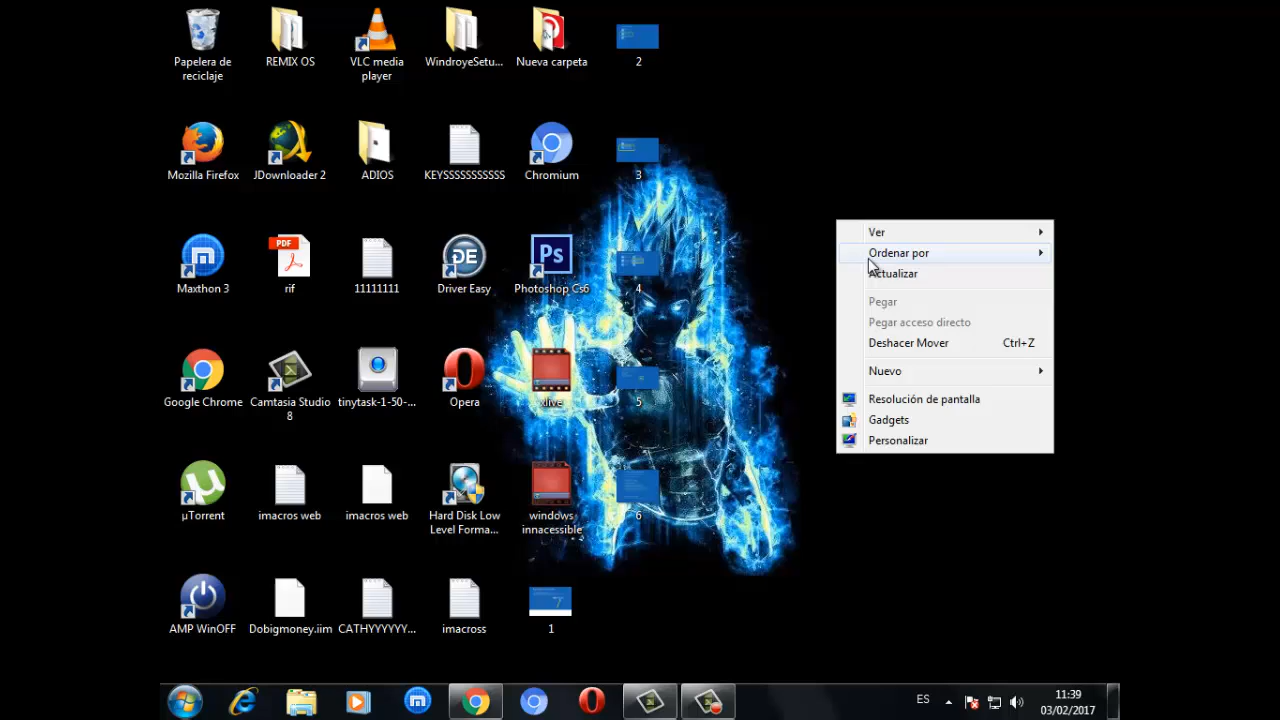 Papelera de
reciclaje
REMIX OS
VLC media
player
WindroyeSetu...
Nueva carpeta
2
Mozilla Firefox
JDownloader 2
ADIOS
KEYSSSSSSSSSSS
Chromium
3
Maxthon 3
PDF
rif
11111111
DE
Driver Easy
Ps
Photoshop Cs6
4
Google Chrome
Camtasia Studio
8
tinytask-1-50-...
Opera
xlive
5
µTorrent
imacros web
imacros web
Hard Disk Low
Level Forma...
windows
innacessible
6
AMP WinOFF
Dobigmoney.iim
CATHYYYYYY...
imacross
7
1
Ver
Ordenar por
Actualizar
Pegar
Pegar acceso directo
Deshacer Mover Ctrl+Z
Nuevo
Resolución de pantalla
Gadgets
Personalizar
ES
11:39
03/02/2017